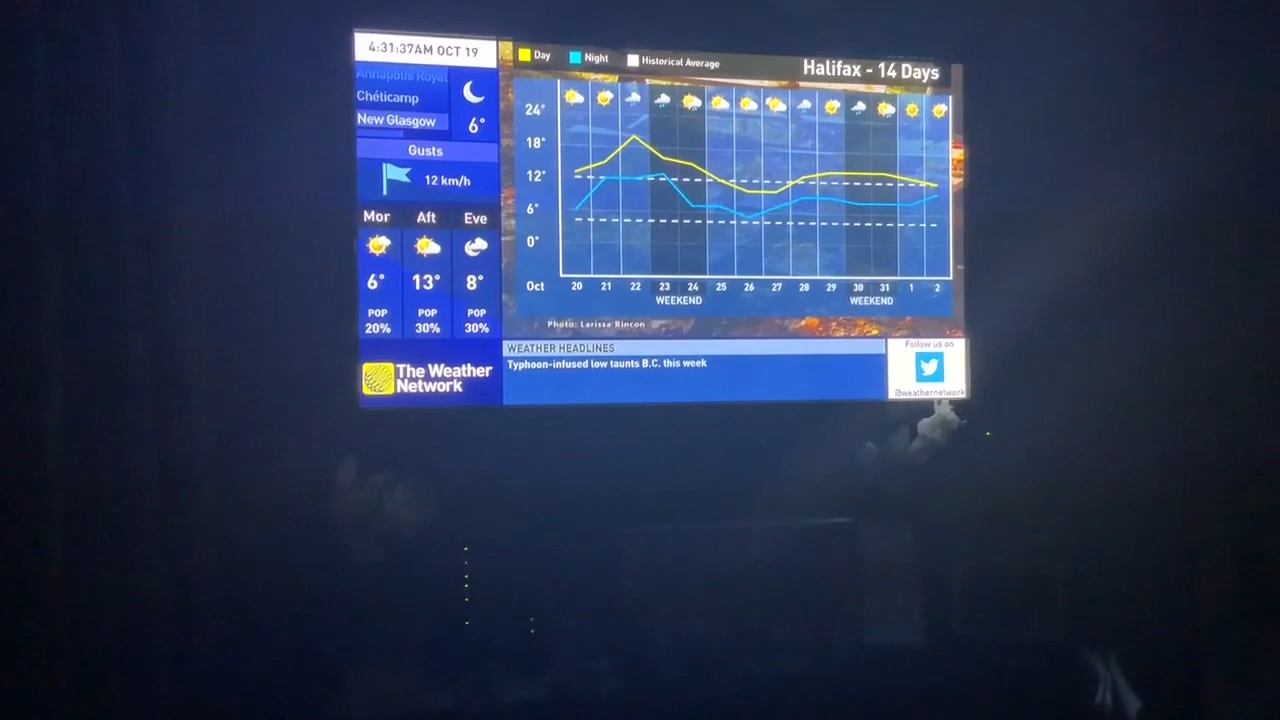 4:31:37AM OCT 19
Annapolis Royal
Chéticamp
New Glasgow
6°
Gusts
12 km/h
Mor Aft Eve
6° 13° 8°
POP POP POP
20% 30% 30%
The Weather
Network
Day Night Historical Average
Halifax - 14 Days
24°
18°
12°
6°
0°
Oct 20 21 22 23 24 25 26 27 28 29 30 31 1 2
WEEKEND WEEKEND
Photo: Larissa Rincon
WEATHER HEADLINES
Typhoon-infused low taunts B.C. this week
Follow us on
@weathernetwork